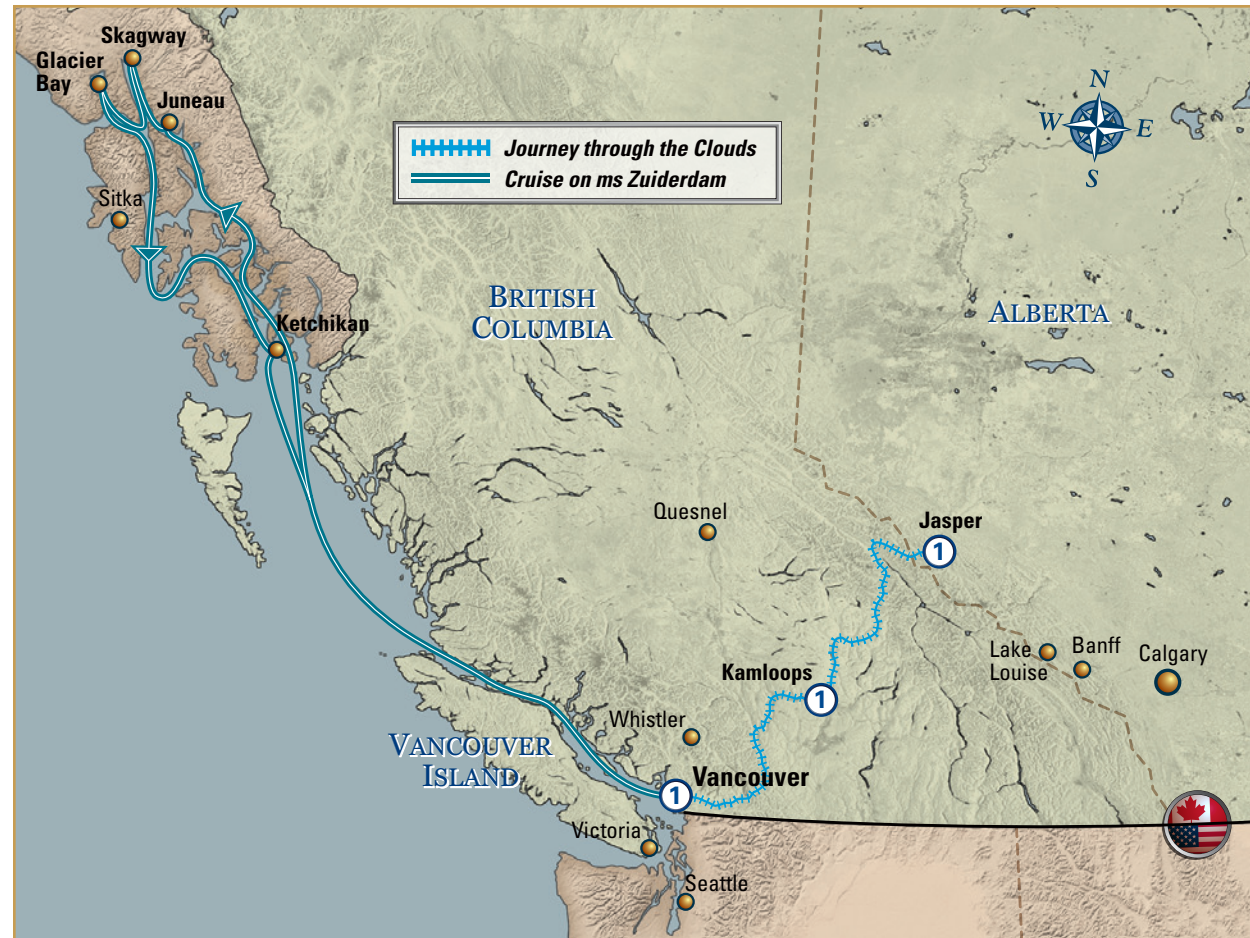 Skagway
Glacier
Bay
Juneau
N
W
E
S
Journey through the Clouds
Cruise on ms Zuiderdam
Sitka
BRITISH
COLUMBIA
ALBERTA
Ketchikan
Quesnel
Jasper
1
Lake
Louise
Banff
Calgary
Kamloops
1
Whistler
VANCOUVER
ISLAND
Vancouver
1
Victoria
Seattle